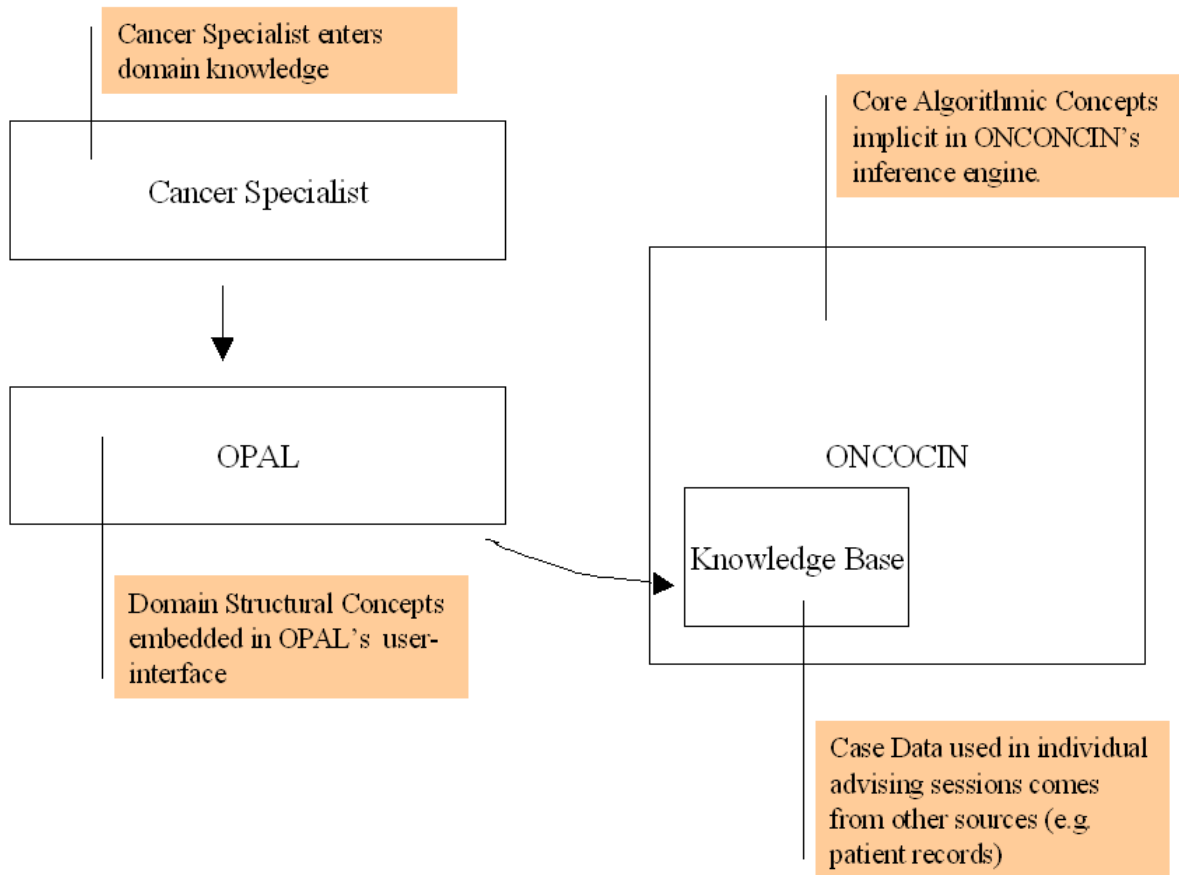 Cancer Specialist enters
domain knowledge
Cancer Specialist
OPAL
Domain Structural Concepts
embedded in OPAL's user-
interface
Core Algorithmic Concepts
implicit in ONCONCIN's
inference engine.
ONCOCIN
Knowledge Base
Case Data used in individual
advising sessions comes
from other sources (e.g.
patient records)